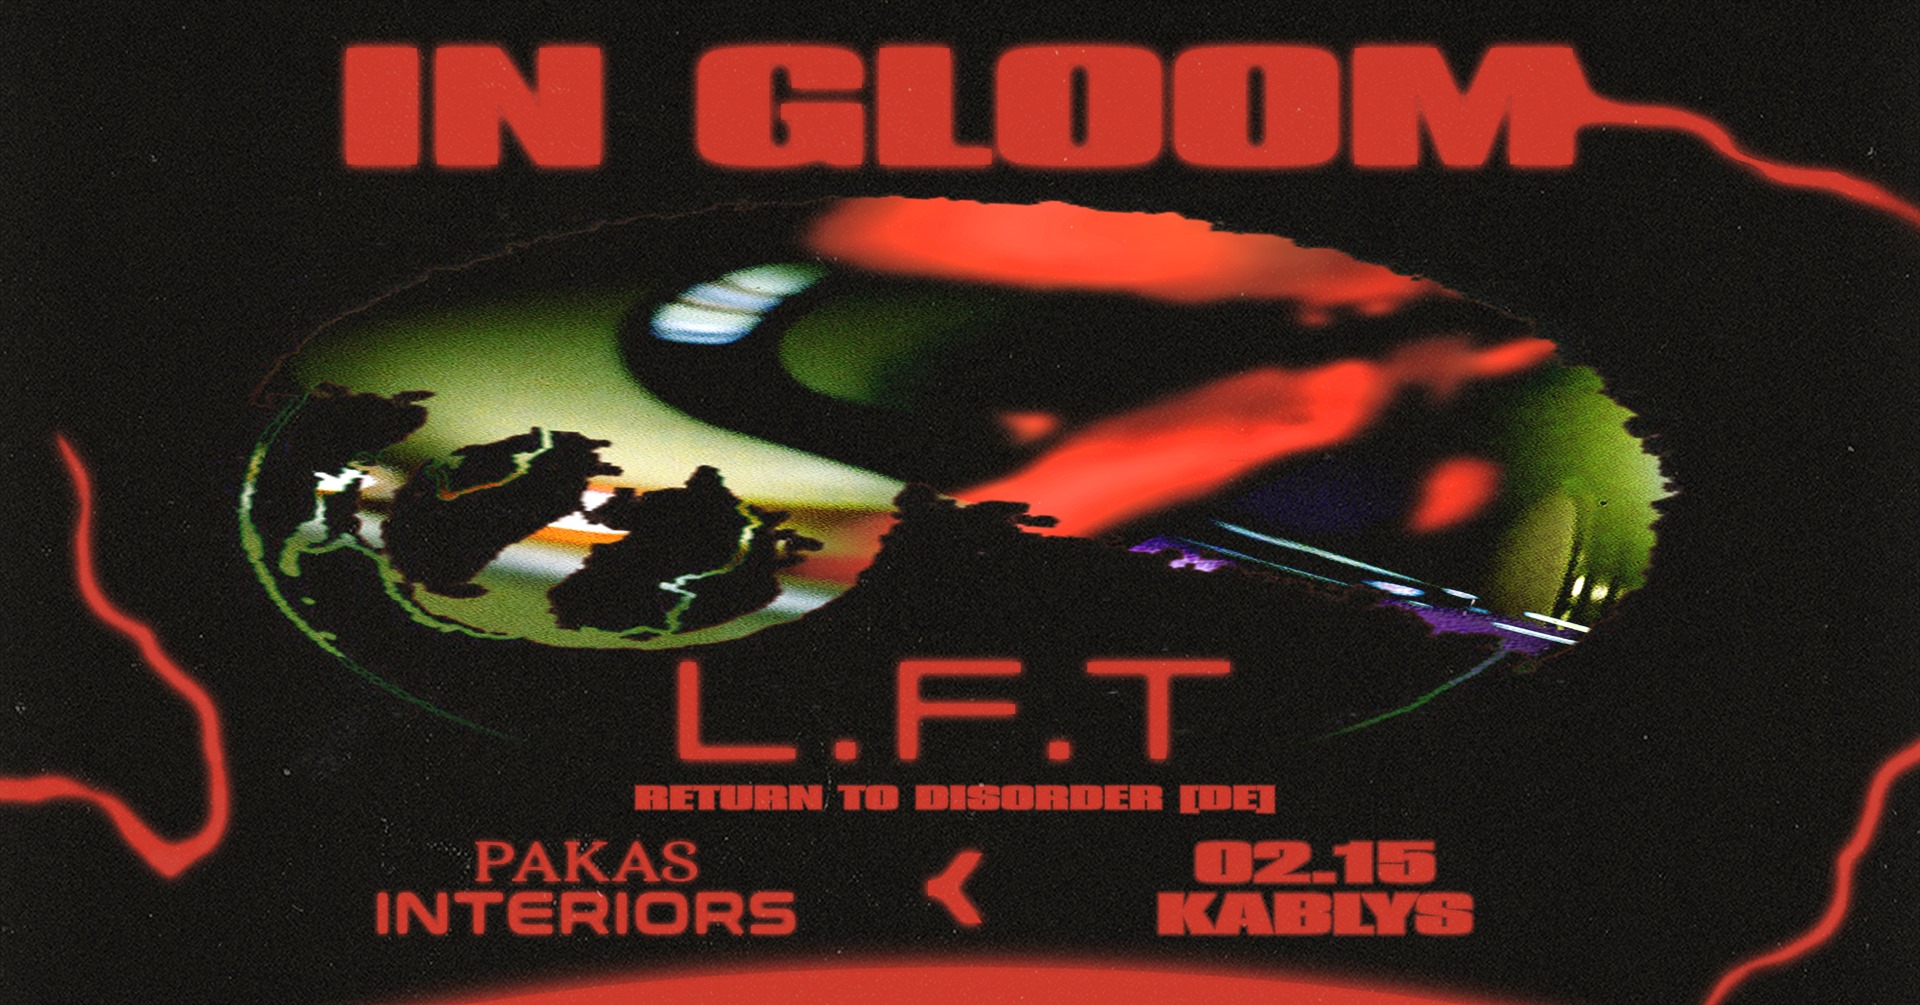 IN GLOOM
L.F.T
RETURN TO DISORDER [DE]
PAKAS
INTERIORS
02.15
KABLYS